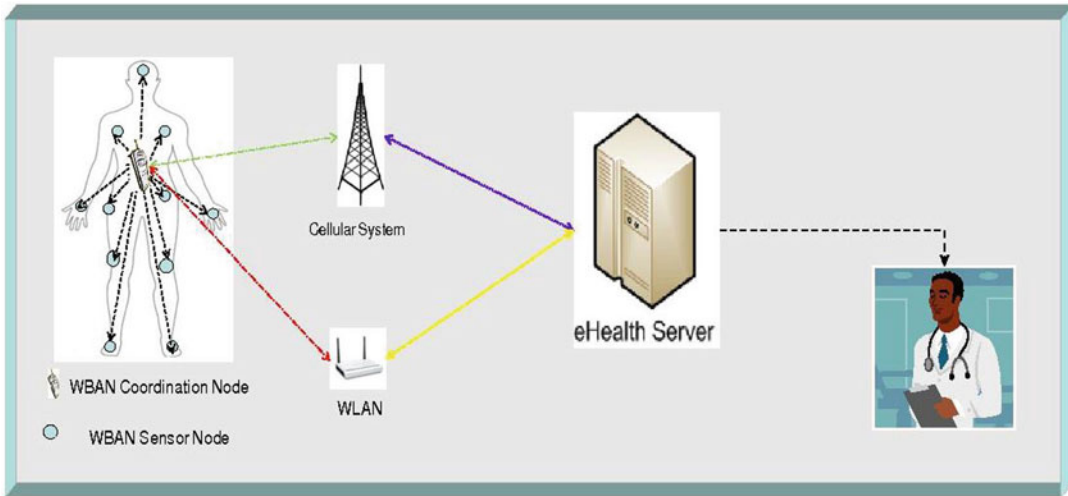 Cellular System
eHealth Server
WBAN Coordination Node
WLAN
WBAN Sensor Node